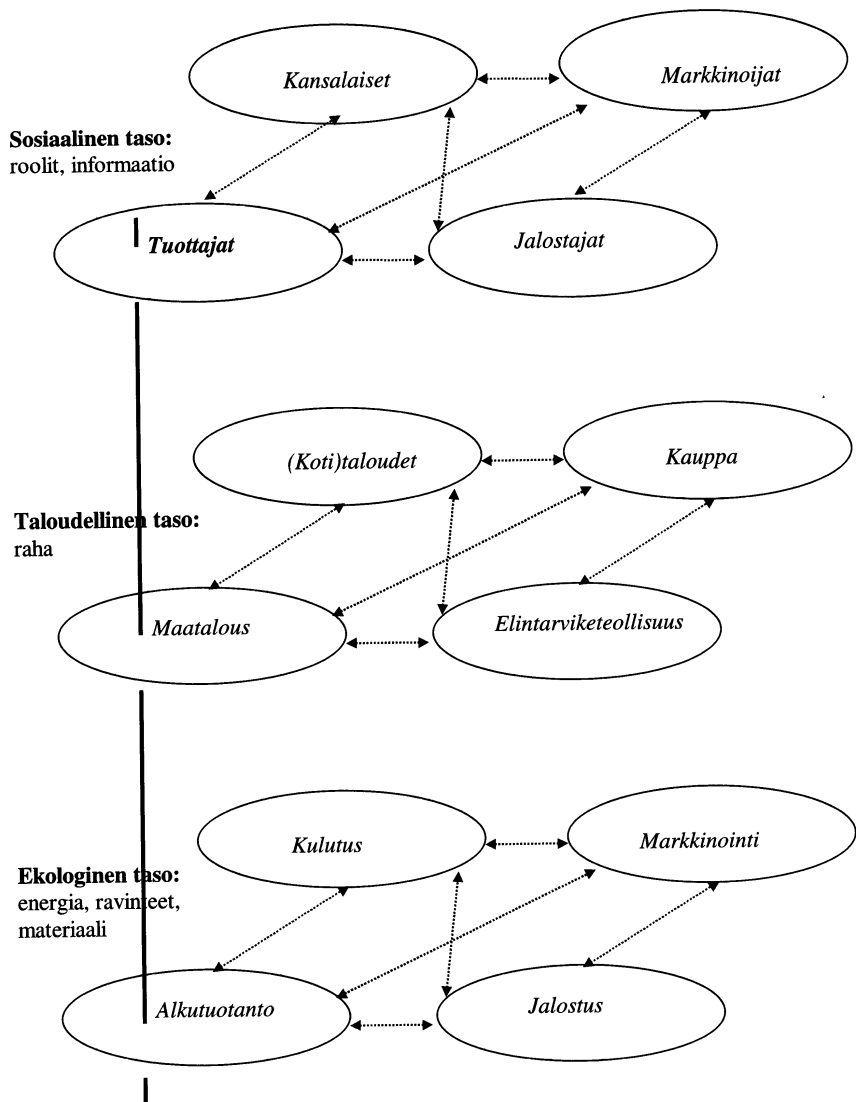 Kansalaiset
Markkinoijat
Sosiaalinen taso:
roolit, informaatio
Tuottajat
Jalostajat
(Koti)taloudet
Kauppa
Taloudellinen taso:
raha
Maatalous
Elintarviketeollisuus
Kulutus
Markkinointi
Ekologinen taso:
energia, ravinteet,
materiaali
Alkutuotanto
Jalostus